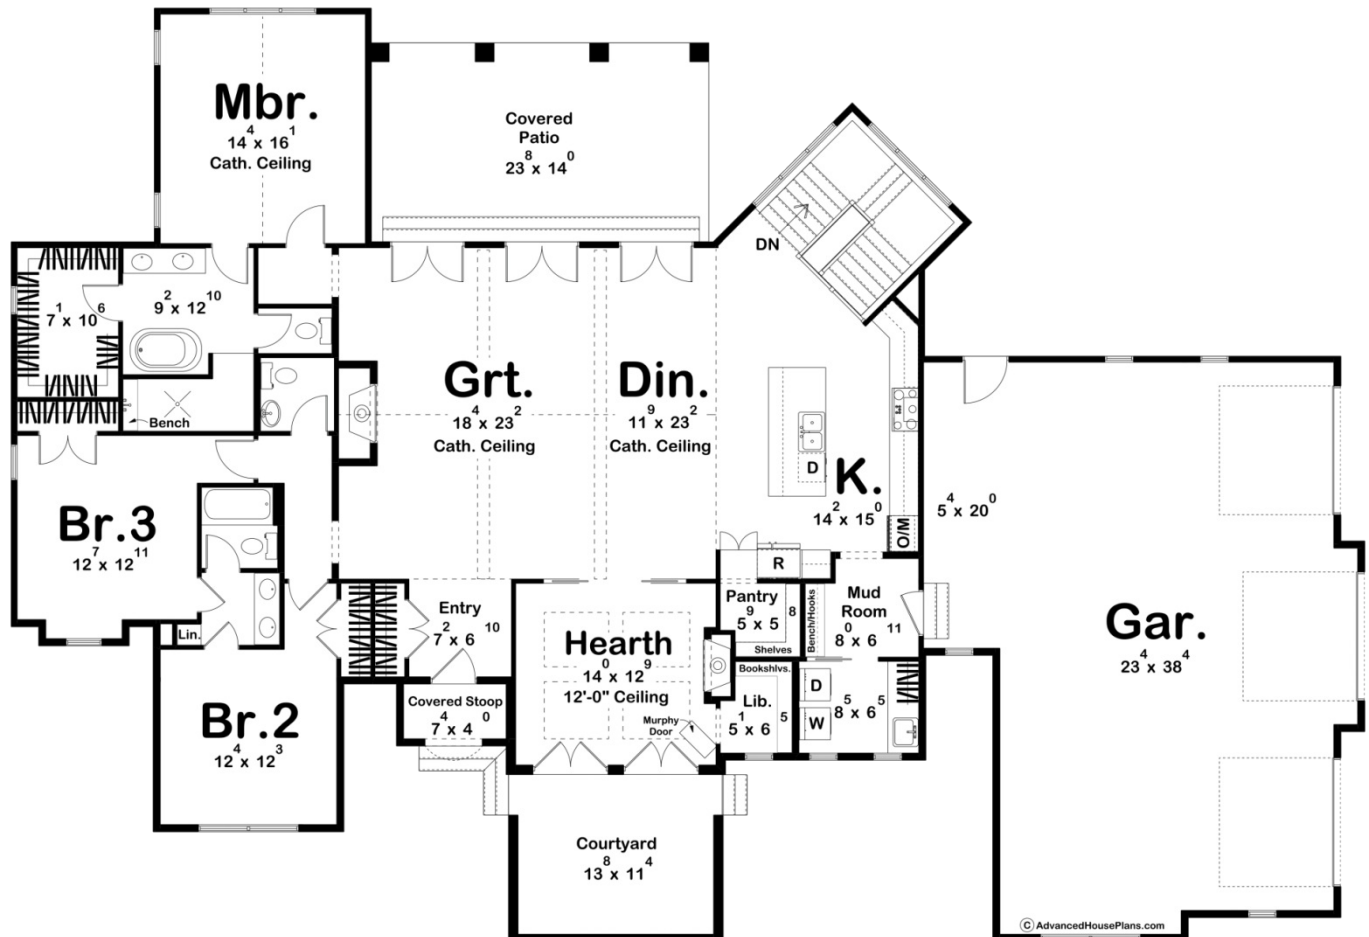 Mbr.
14⁴ x 16¹
Cath. Ceiling
Covered
Patio
23⁸ x 14⁰
DN
7¹ x 10⁶
9² x 12¹⁰
Bench
Grt.
18⁴ x 23²
Cath. Ceiling
Din.
11⁹ x 23²
Cath. Ceiling
D
K.
14² x 15⁰
O/M
R
5⁴ x 20⁰
Br.3
12⁷ x 12¹¹
Lin.
Br.2
12⁴ x 12³
Entry
7² x 6¹⁰
Covered Stoop
7⁴ x 4⁰
Hearth
14⁰ x 12⁹
12'-0" Ceiling
Murphy
Door
Pantry
5⁹ x 5⁸
Shelves
Bench/Hooks
Mud
Room
8⁰ x 6¹¹
Bookshlvs.
Lib.
5¹ x 6⁵
D
W
8⁵ x 6⁵
Gar.
23⁴ x 38⁴
Courtyard
13⁸ x 11⁴
© AdvancedHousePlans.com